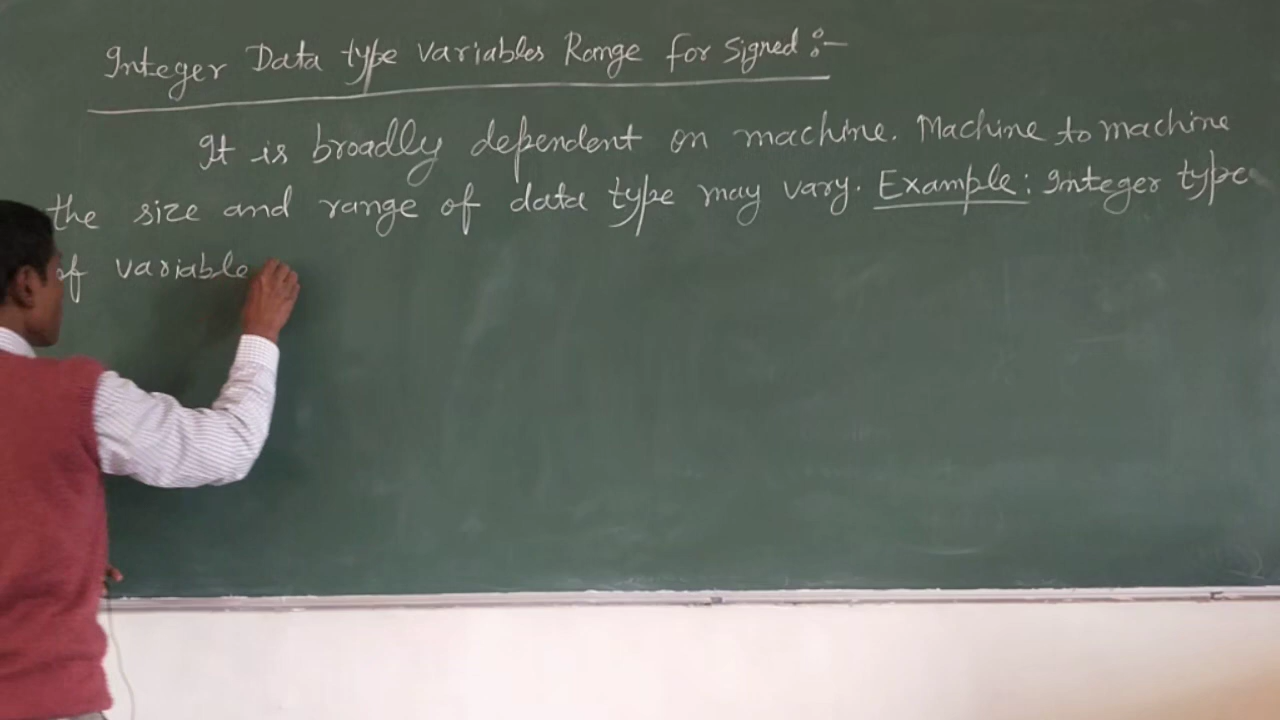 Integer Data type variables Range for Signed :-
It is broadly dependent on machine. Machine to machine
the size and range of data type may vary. Example: Integer type
of variable